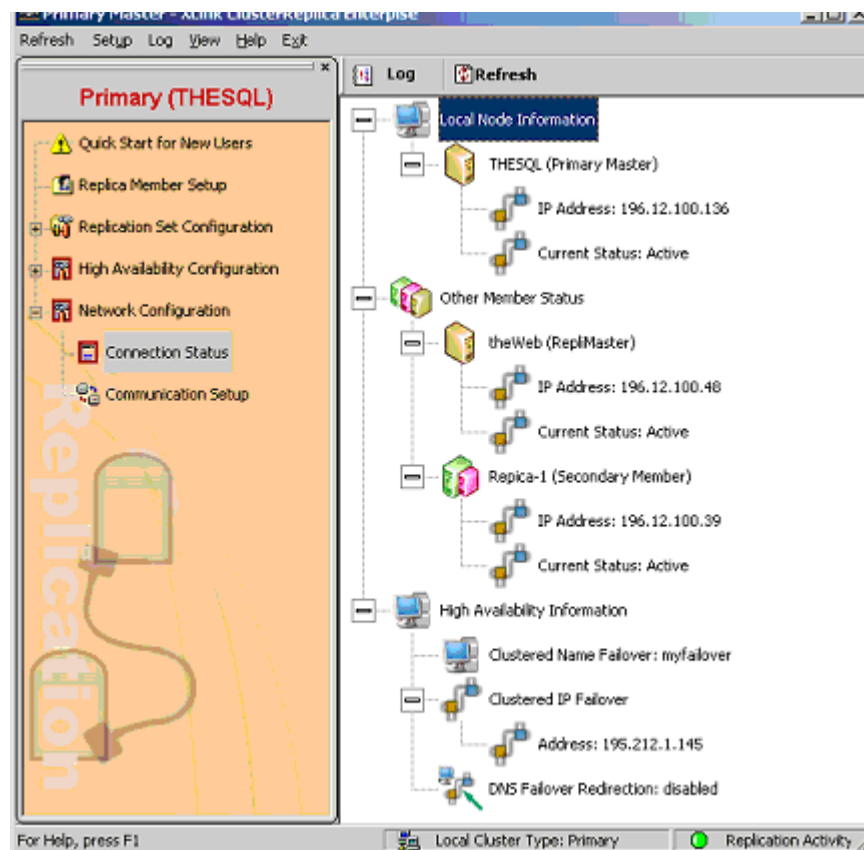 Primary Master - XLink ClusterReplica Enterpise
Refresh Setup Log View Help Exit
Primary (THESQL)
Quick Start for New Users
Replica Member Setup
Replication Set Configuration
High Availability Configuration
Network Configuration
Connection Status
Communication Setup
Replication
Log Refresh
Local Node Information
THESQL (Primary Master)
IP Address: 196.12.100.136
Current Status: Active
Other Member Status
theWeb (RepliMaster)
IP Address: 196.12.100.48
Current Status: Active
Repica-1 (Secondary Member)
IP Address: 196.12.100.39
Current Status: Active
High Availability Information
Clustered Name Failover: myfailover
Clustered IP Failover
Address: 195.212.1.145
DNS Failover Redirection: disabled
For Help, press F1
Local Cluster Type: Primary
Replication Activity